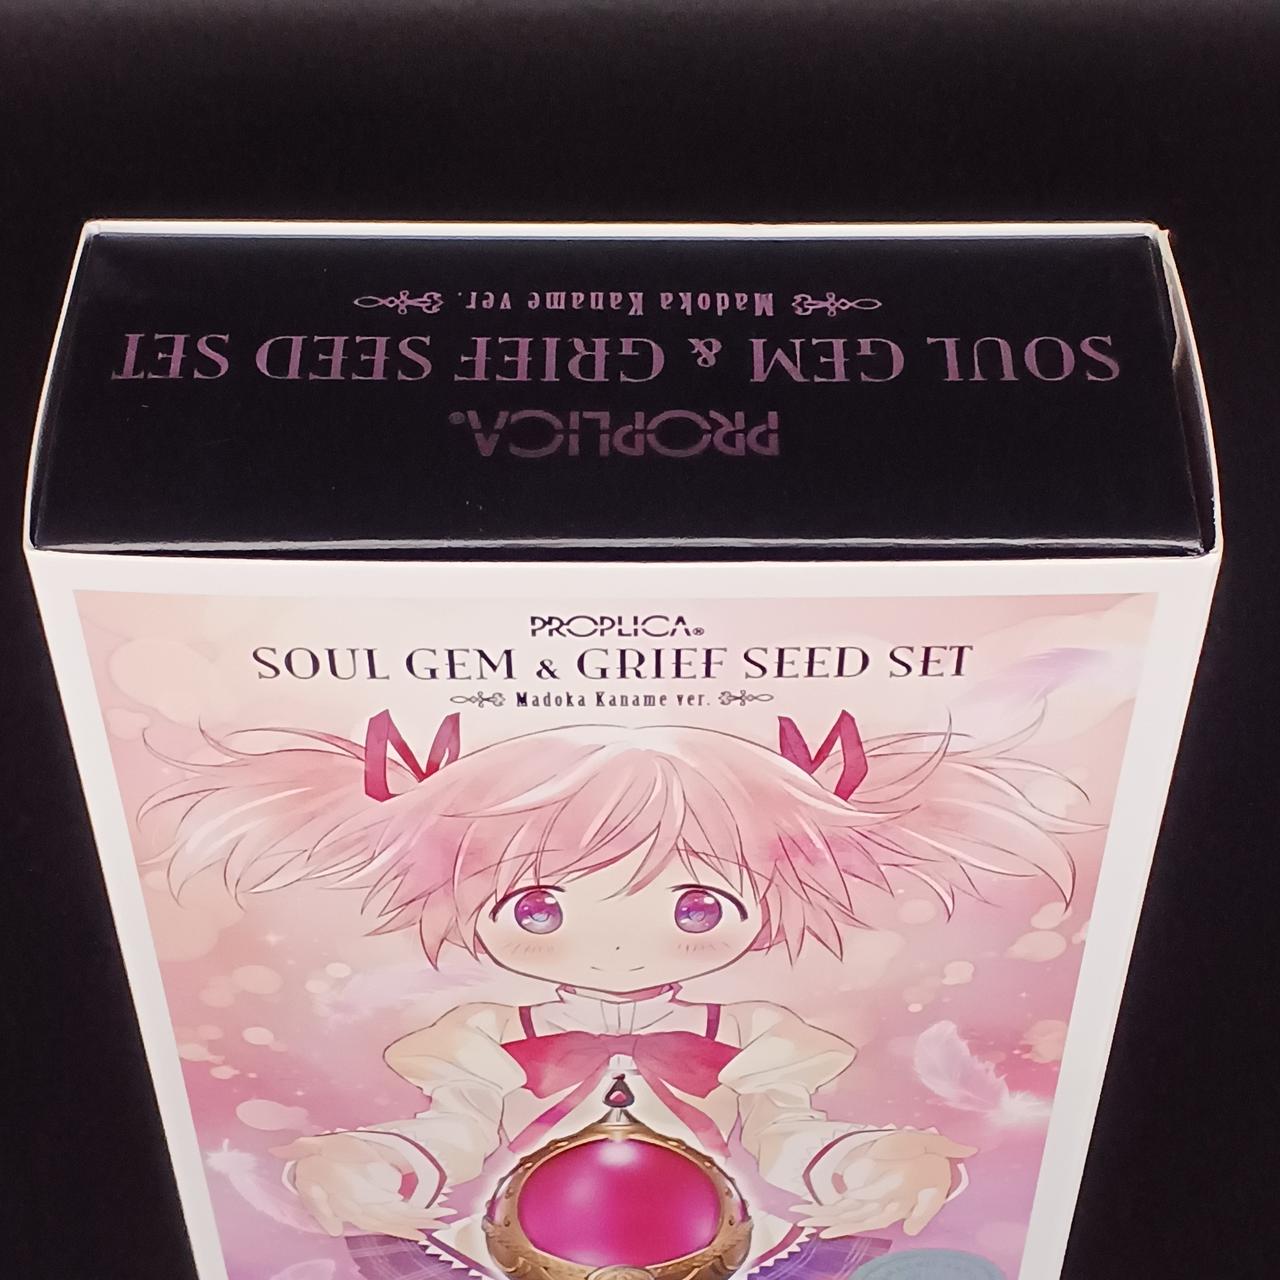 PROPLICA®
SOUL GEM & GRIEF SEED SET
Madoka Kaname ver.
PROPLICA®
SOUL GEM & GRIEF SEED SET
Madoka Kaname ver.